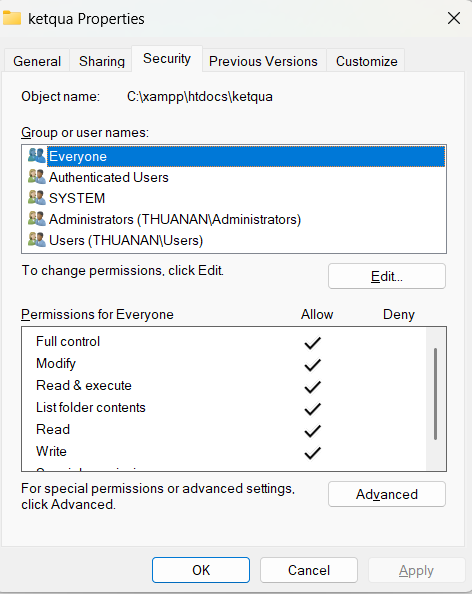 ketqua Properties
General Sharing Security Previous Versions Customize
Object name: C:\xampp\htdocs\ketqua
Group or user names:
Everyone
Authenticated Users
SYSTEM
Administrators (THUANAN\Administrators)
Users (THUANAN\Users)
To change permissions, click Edit.
Edit...
Permissions for Everyone Allow Deny
Full control
Modify
Read & execute
List folder contents
Read
Write
For special permissions or advanced settings,
click Advanced.
Advanced
OK Cancel Apply